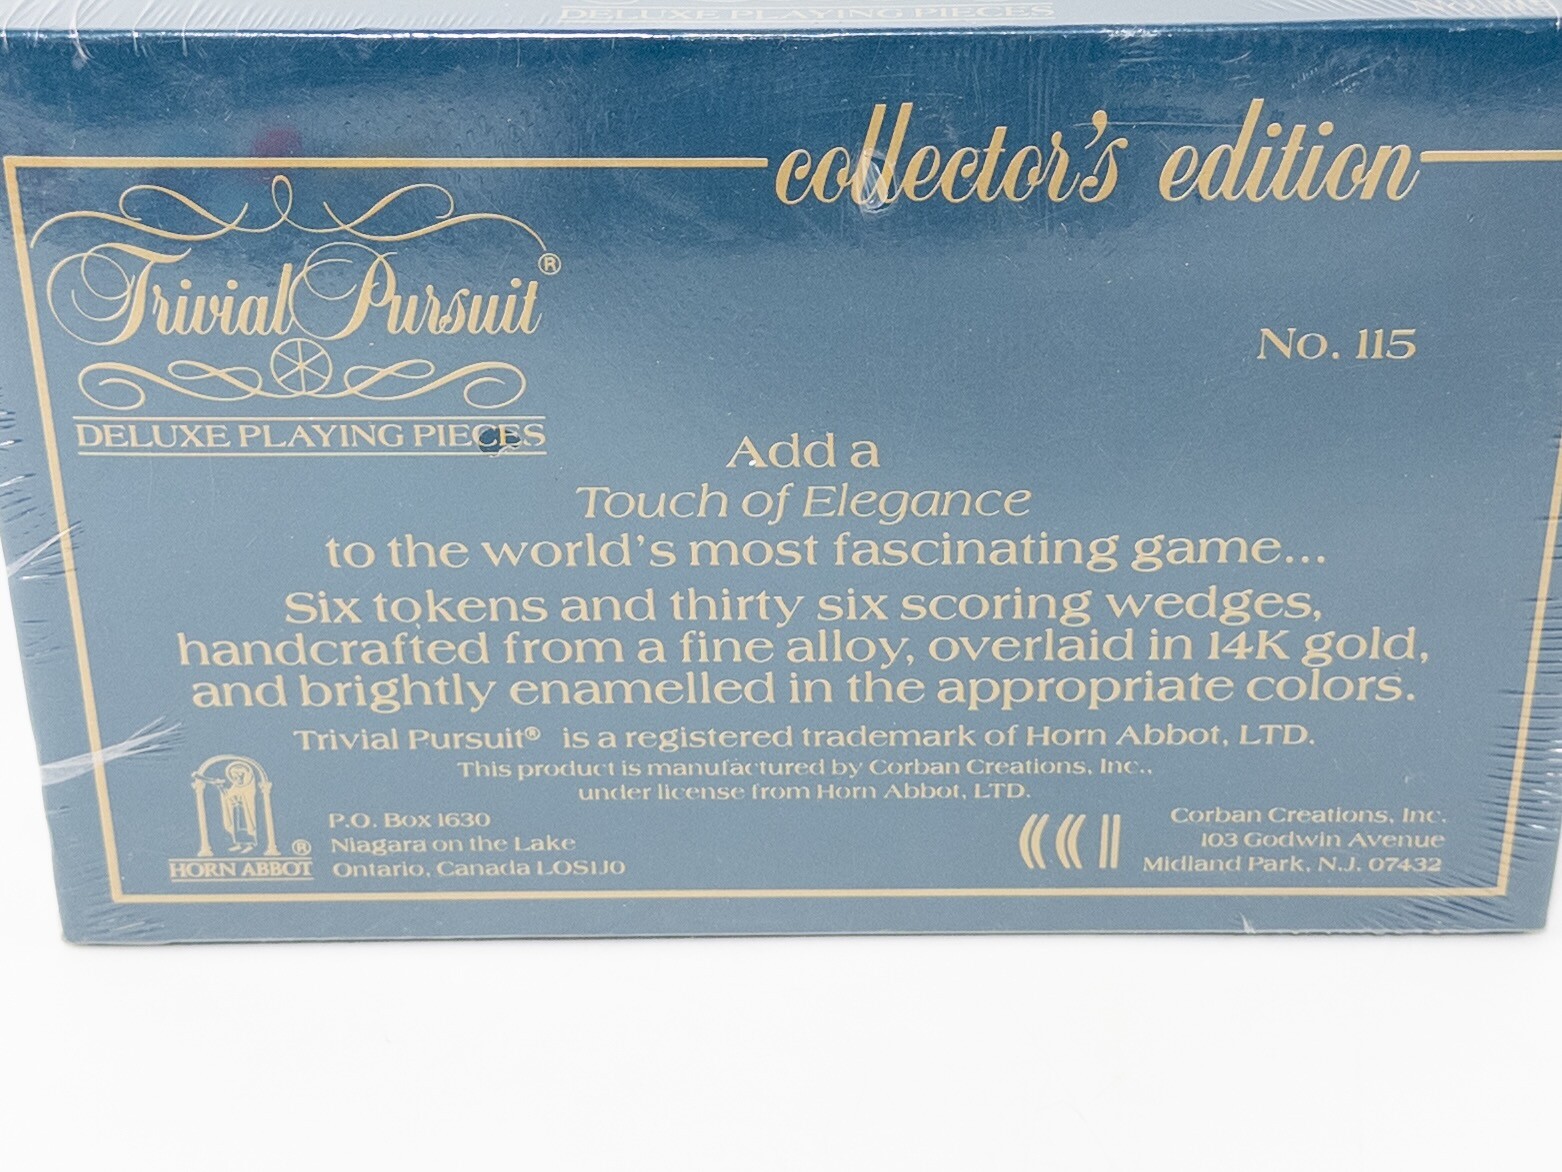 DELUXE PLAYING PIECES
collector's edition
Trivial Pursuit®
DELUXE PLAYING PIECES
No. 115
Add a
Touch of Elegance
to the world's most fascinating game...
Six tokens and thirty six scoring wedges,
handcrafted from a fine alloy, overlaid in 14K gold,
and brightly enamelled in the appropriate colors.
Trivial Pursuit® is a registered trademark of Horn Abbot, LTD.
This product is manufactured by Corban Creations, Inc.,
under license from Horn Abbot, LTD.
HORN ABBOT ®
P.O. Box 1630
Niagara on the Lake
Ontario, Canada LOS1JO
Corban Creations, Inc.
103 Godwin Avenue
Midland Park, N.J. 07432